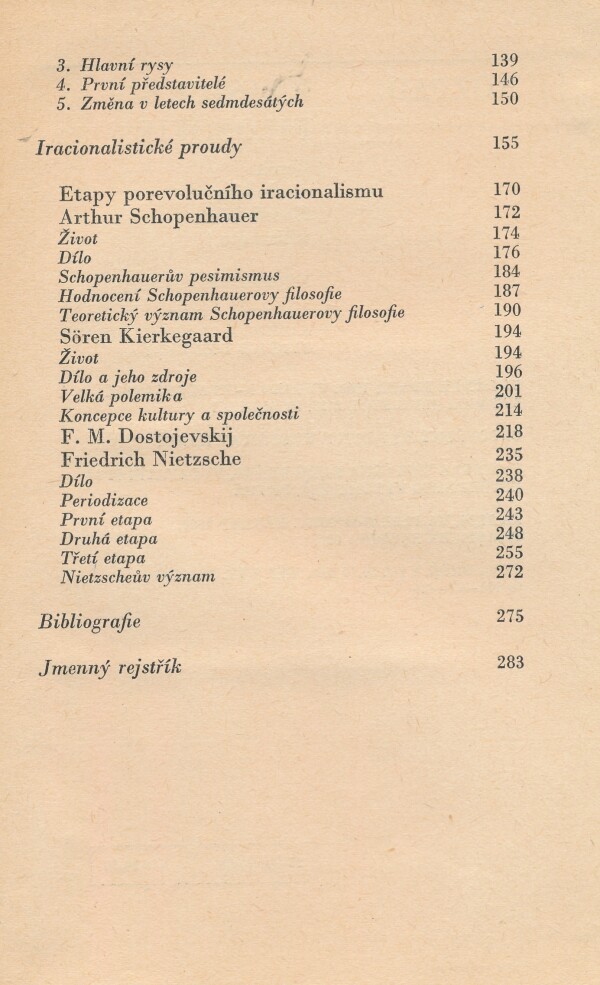 3. Hlavní rysy 139
4. První představitelé 146
5. Změna v letech sedmdesátých 150
Iracionalistické proudy 155
Etapy porevolučního iracionalismu 170
Arthur Schopenhauer 172
Život 174
Dílo 176
Schopenhauerův pesimismus 184
Hodnocení Schopenhauerovy filosofie 187
Teoretický význam Schopenhauerovy filosofie 190
Sören Kierkegaard 194
Život 194
Dílo a jeho zdroje 196
Velká polemika 201
Koncepce kultury a společnosti 214
F. M. Dostojevskij 218
Friedrich Nietzsche 235
Dílo 238
Periodizace 240
První etapa 243
Druhá etapa 248
Třetí etapa 255
Nietzscheův význam 272
Bibliografie 275
Jmenný rejstřík 283